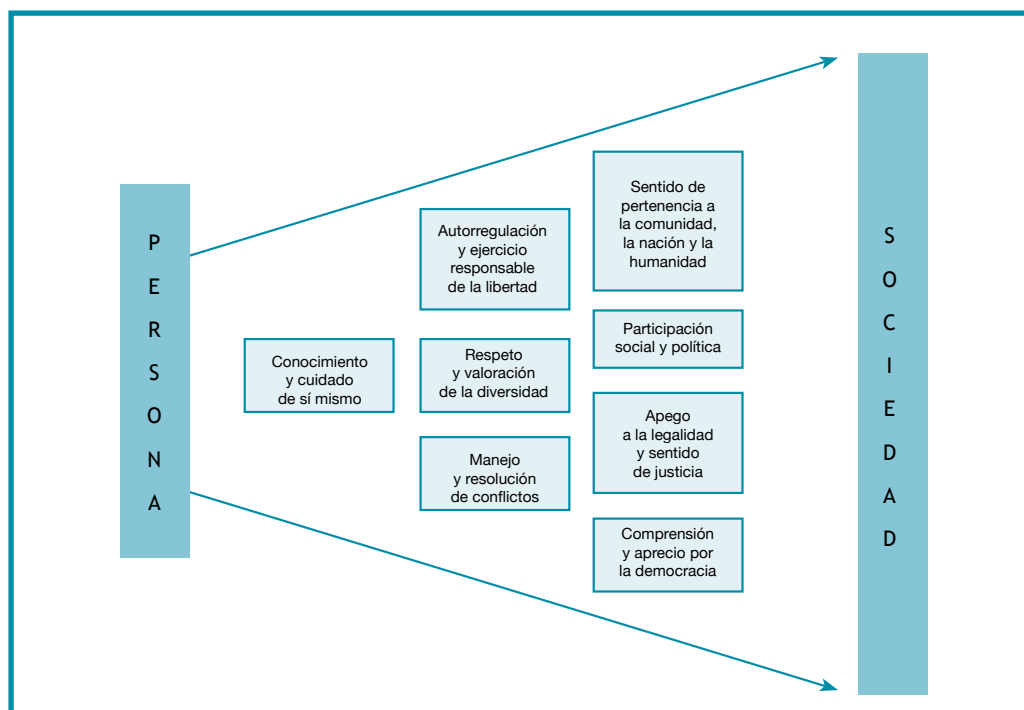 PERSONA
Conocimiento
y cuidado
de sí mismo
Autorregulación
y ejercicio
responsable
de la libertad
Respeto
y valoración
de la diversidad
Manejo
y resolución
de conflictos
Sentido de
pertenencia a
la comunidad,
la nación y la
humanidad
Participación
social y política
Apego
a la legalidad
y sentido
de justicia
Comprensión
y aprecio por
la democracia
SOCIEDAD